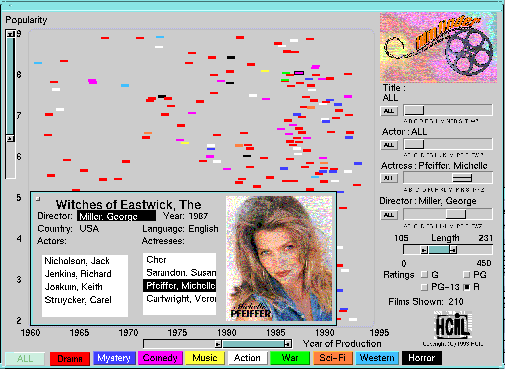 Popularity
9
8
7
6
5
4
3
2
1960
1965
1970
1975
1980
1985
1990
1995
Year of Production
Witches of Eastwick, The
Director: Miller, George Year: 1987
Country: USA Language: English
Actors: Actresses:
Nicholson, Jack
Jenkins, Richard
Joakum, Keith
Struycker, Carel
Cher
Sarandon, Susan
Pfeiffer, Michelle
Cartwright, Veror
Michelle
PFEIFFER
Title :
ALL
ALL
Actor : ALL
ALL
Actress : Pfeiffer, Michelle
All
Director : Miller, George
ALL
105 Length 231
0 450
Ratings G PG
PG-13 R
Films Shown: 210
HCIL
Copyright (C) 1993 HCIL
ALL Drama Mystery Comedy Music Action War Sci-Fi Western Horror